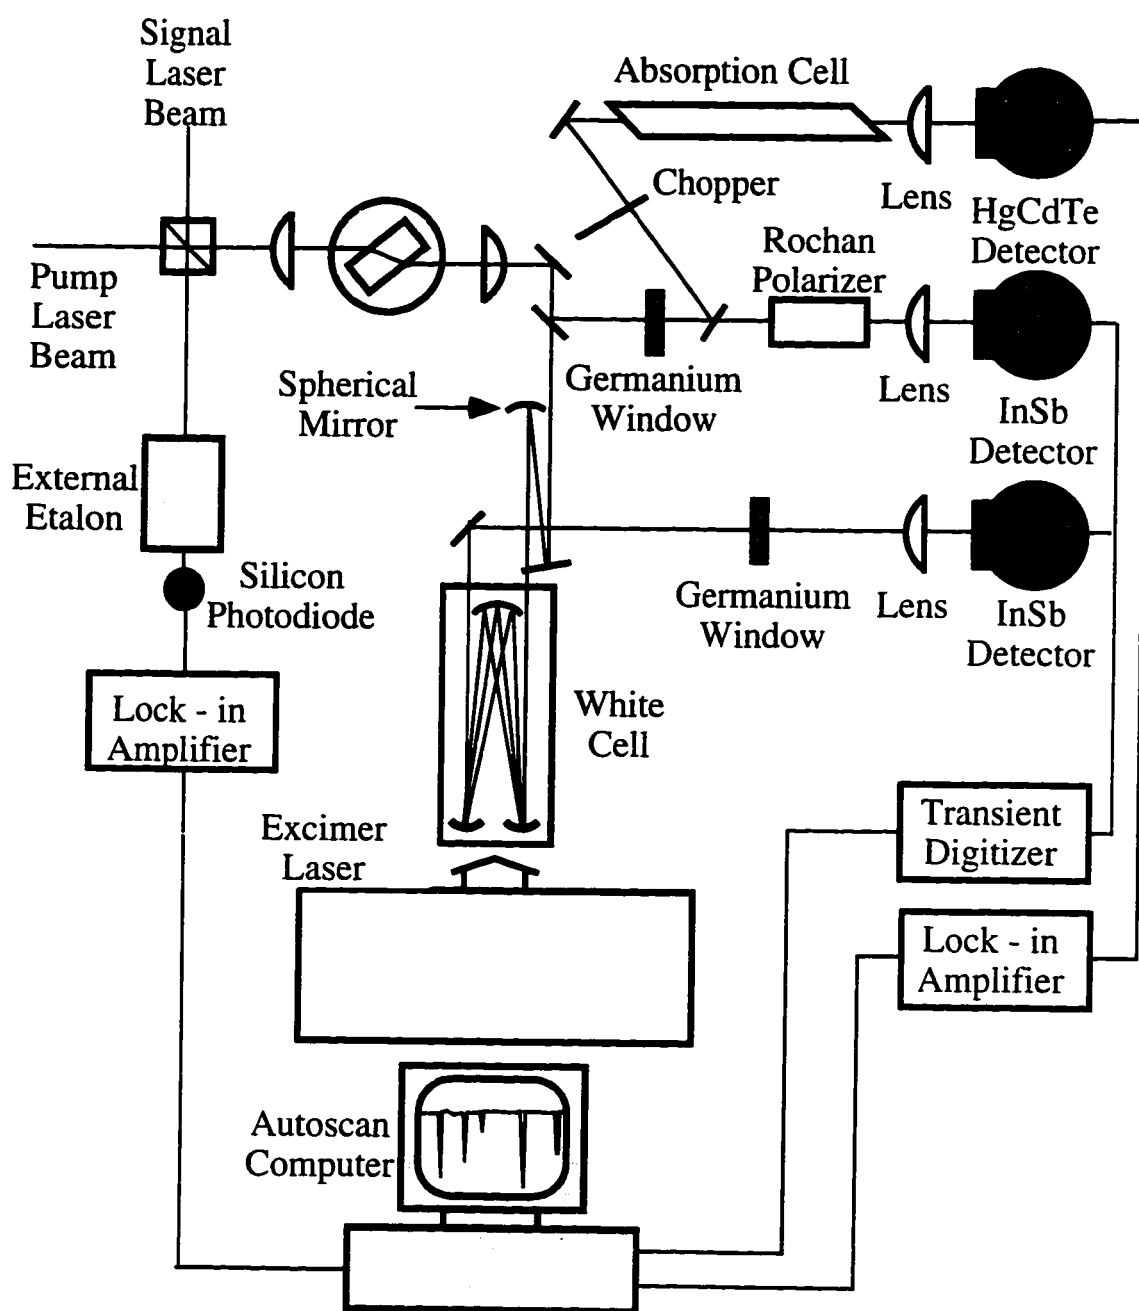 Signal
Laser
Beam
Absorption Cell
Chopper
Lens
HgCdTe
Detector
Pump
Laser
Beam
Rochan
Polarizer
Germanium
Window
Lens
InSb
Detector
Spherical
Mirror
External
Etalon
Silicon
Photodiode
Germanium
Window
Lens
InSb
Detector
Lock - in
Amplifier
White
Cell
Excimer
Laser
Transient
Digitizer
Lock - in
Amplifier
Autoscan
Computer